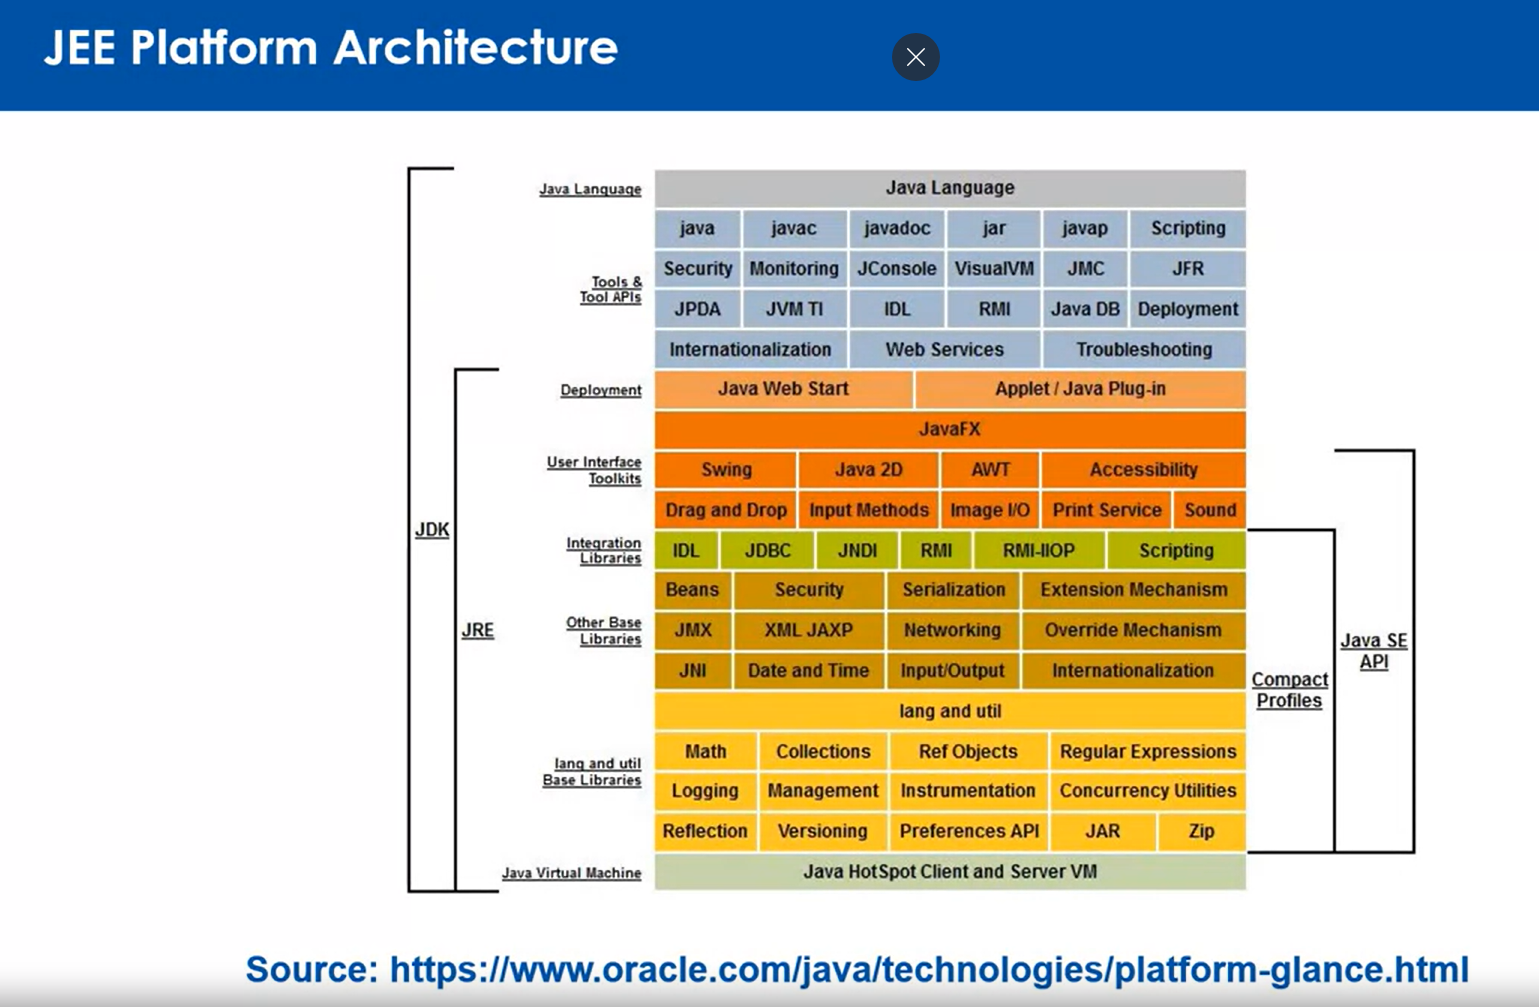 JEE Platform Architecture
Java Language
Java Language
java javac javadoc jar javap Scripting
Tools &
Tool APIs
Security Monitoring JConsole VisualVM JMC JFR
JPDA JVM TI IDL RMI Java DB Deployment
Internationalization Web Services Troubleshooting
Deployment
Java Web Start Applet / Java Plug-in
JavaFX
User Interface
Toolkits
Swing Java 2D AWT Accessibility
Drag and Drop Input Methods Image I/O Print Service Sound
JDK
Integration
Libraries
IDL JDBC JNDI RMI RMI-IIOP Scripting
Beans Security Serialization Extension Mechanism
JRE
Other Base
Libraries
JMX XML JAXP Networking Override Mechanism
Java SE
API
JNI Date and Time Input/Output Internationalization
Compact
Profiles
lang and util
lang and util
Base Libraries
Math Collections Ref Objects Regular Expressions
Logging Management Instrumentation Concurrency Utilities
Reflection Versioning Preferences API JAR Zip
Java Virtual Machine
Java HotSpot Client and Server VM
Source: https://www.oracle.com/java/technologies/platform-glance.html